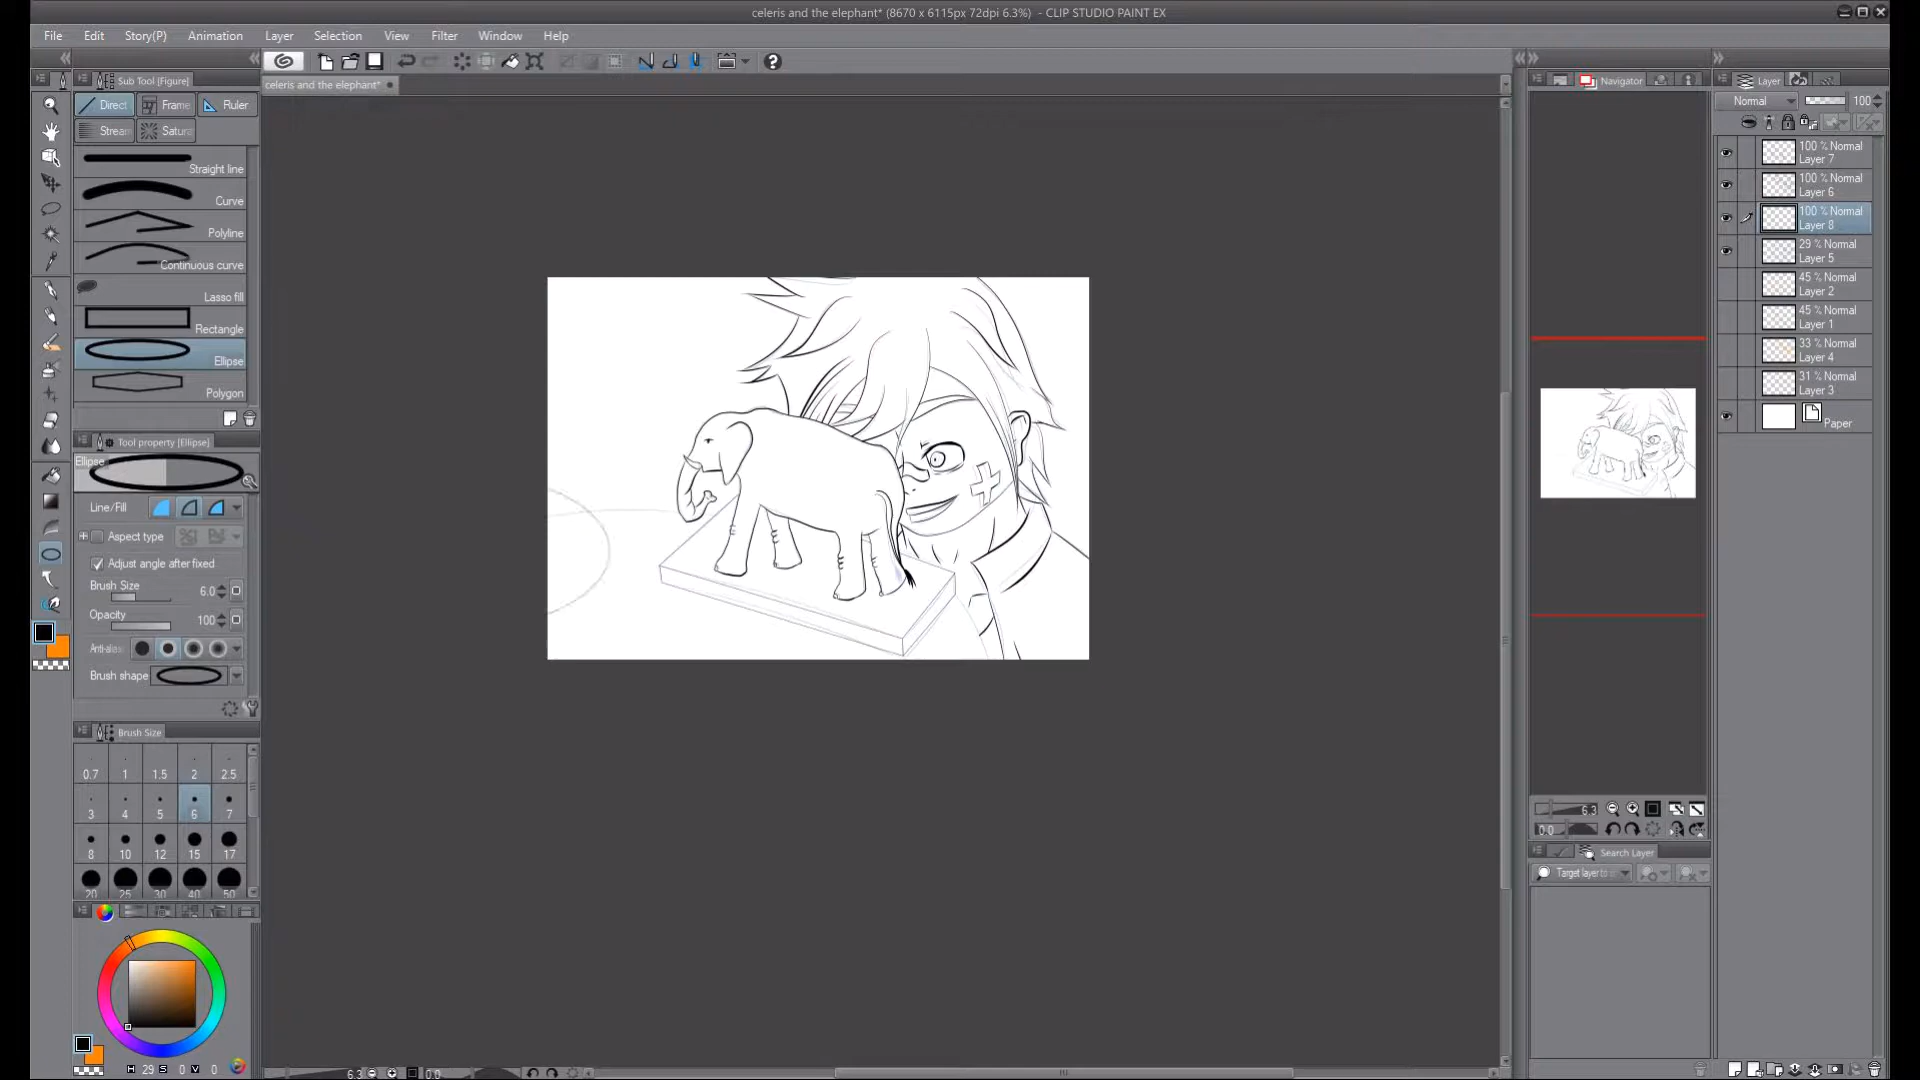 celeris and the elephant* (8670 x 6115px 72dpi 6.3%) - CLIP STUDIO PAINT EX
File Edit Story(P) Animation Layer Selection View Filter Window Help
celeris and the elephant*
Sub Tool [Figure]
Direct Frame Ruler
Strean Satura
Straight line
Curve
Polyline
Continuous curve
Lasso fill
Rectangle
Ellipse
Polygon
Tool property [Ellipse]
Ellipse
Line/Fill
Aspect type
Adjust angle after fixed
Brush Size 6.0
Opacity 100
Anti-alias
Brush shape
Brush Size
0.7 1 1.5 2 2.5
3 4 5 6 7
8 10 12 15 17
20 25 30 40 50
H 29 S 0 V 0
6.3 0.0
Navigator
6.3
0.0
Search Layer
Target layer to s
Layer
Normal 100
100 % Normal
Layer 7
100 % Normal
Layer 6
100 % Normal
Layer 8
29 % Normal
Layer 5
45 % Normal
Layer 2
45 % Normal
Layer 1
33 % Normal
Layer 4
31 % Normal
Layer 3
Paper